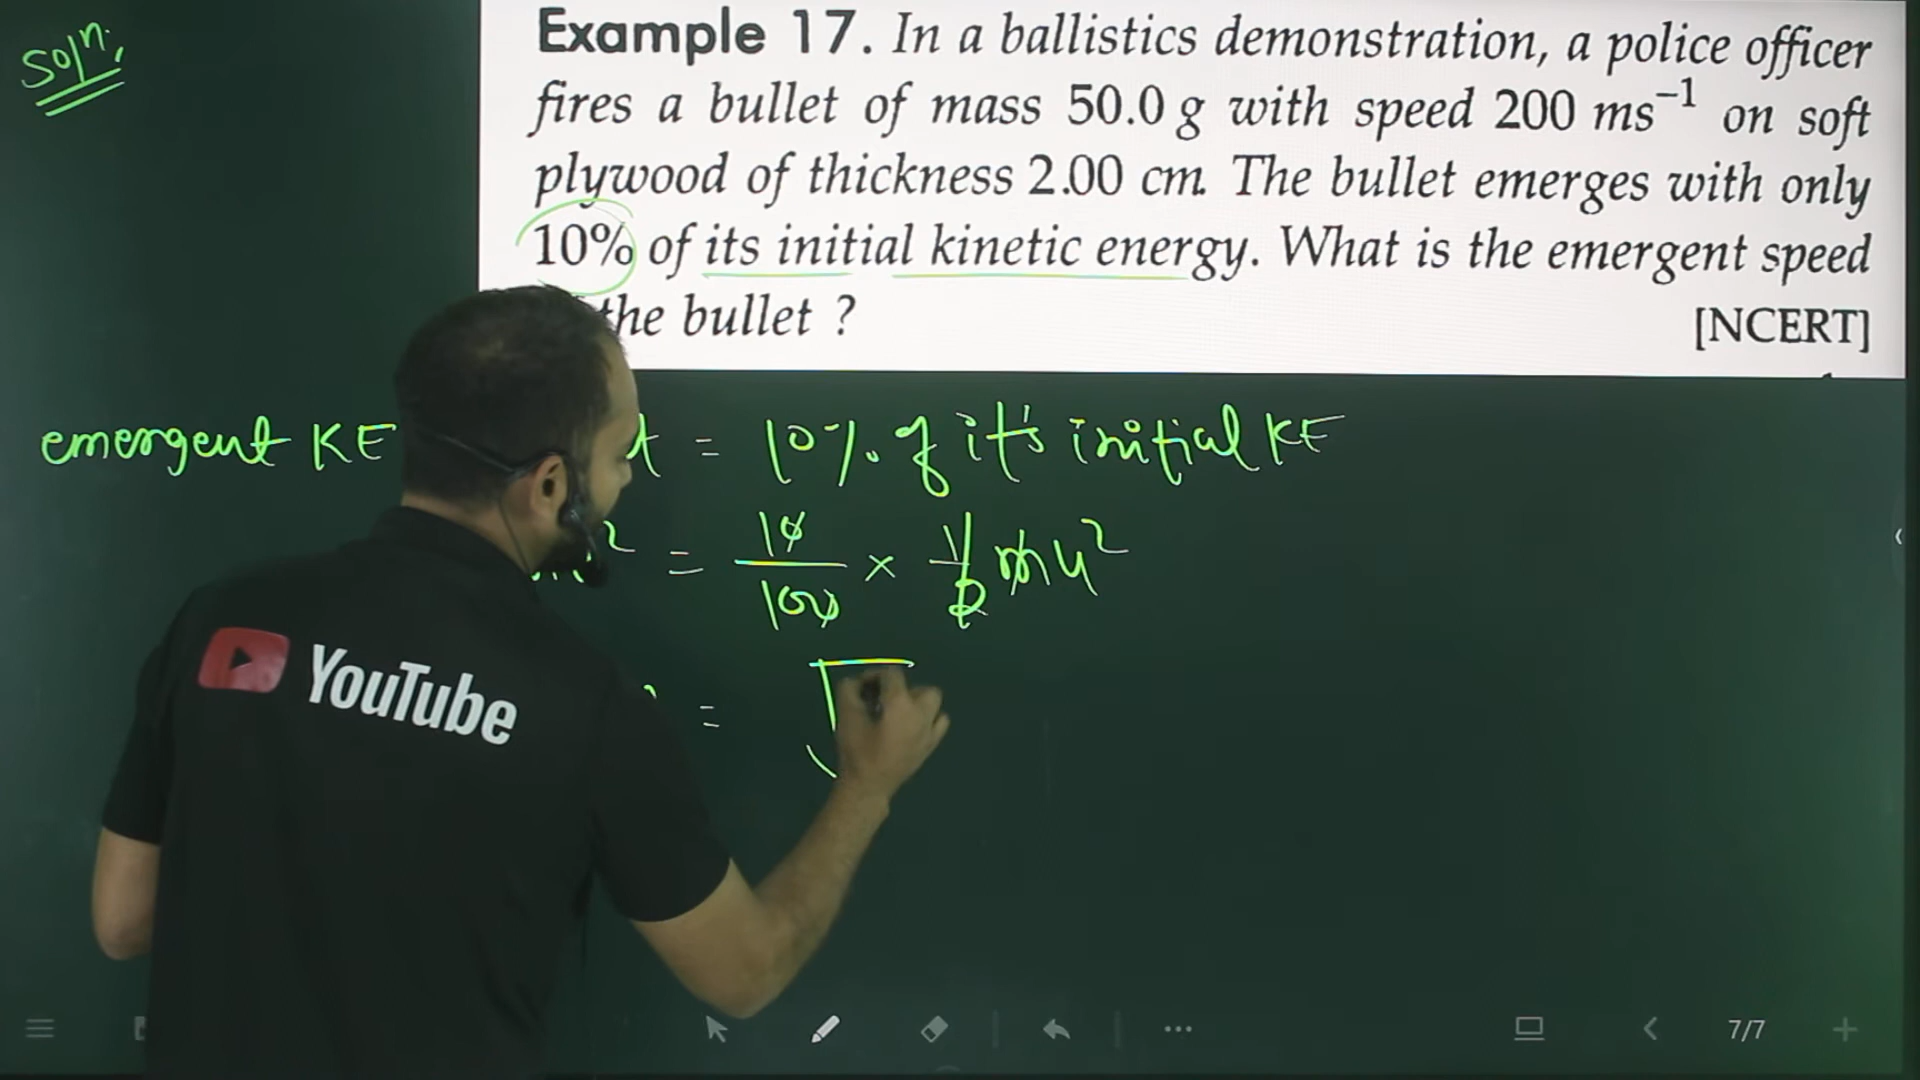 Soln.
Example 17. In a ballistics demonstration, a police officer
fires a bullet of mass 50.0 g with speed 200 ms⁻¹ on soft
plywood of thickness 2.00 cm. The bullet emerges with only
10% of its initial kinetic energy. What is the emergent speed
the bullet ?
[NCERT]
emergent KE = 10% of it's initial KE
2 = 10/100 × 1/2 mu²
= √
YouTube
7/7